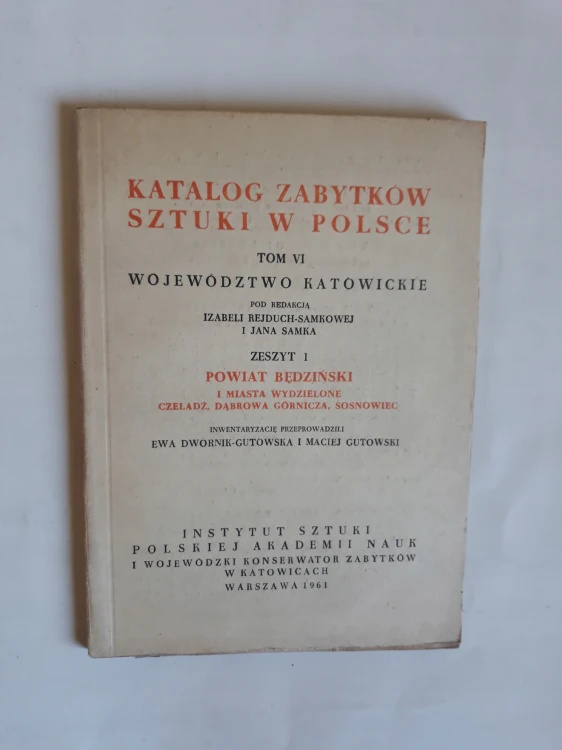 KATALOG ZABYTKÓW
SZTUKI W POLSCE
TOM VI
WOJEWÓDZTWO KATOWICKIE
POD REDAKCJĄ
IZABELI REJDUCH-SAMKOWEJ
I JANA SAMKA
ZESZYT 1
POWIAT BĘDZIŃSKI
I MIASTA WYDZIELONE
CZELADŹ, DĄBROWA GÓRNICZA, SOSNOWIEC
INWENTARYZACJĘ PRZEPROWADZILI
EWA DWORNIK-GUTOWSKA I MACIEJ GUTOWSKI
INSTYTUT SZTUKI
POLSKIEJ AKADEMII NAUK
I WOJEWÓDZKI KONSERWATOR ZABYTKÓW
W KATOWICACH
WARSZAWA 1961